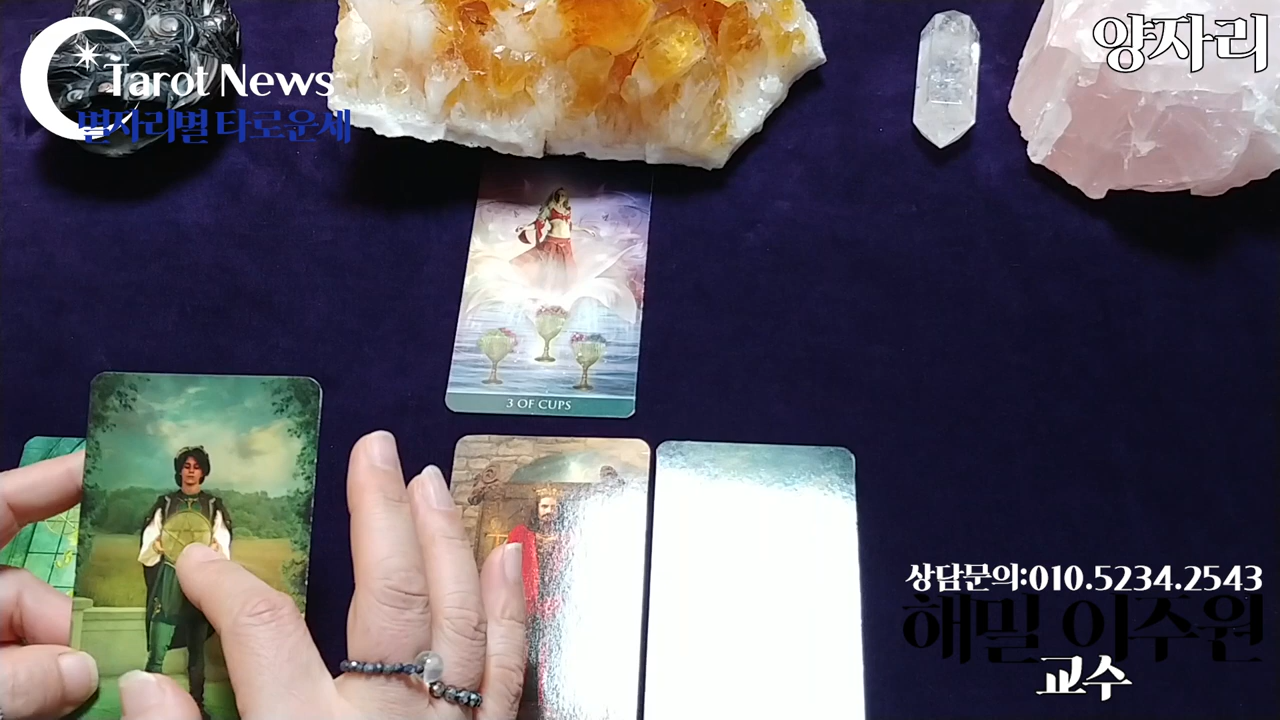 양자리
Tarot News
별자리별 타로운세
3 OF CUPS
상담문의:010.5234.2543
해밀 이주원
교수